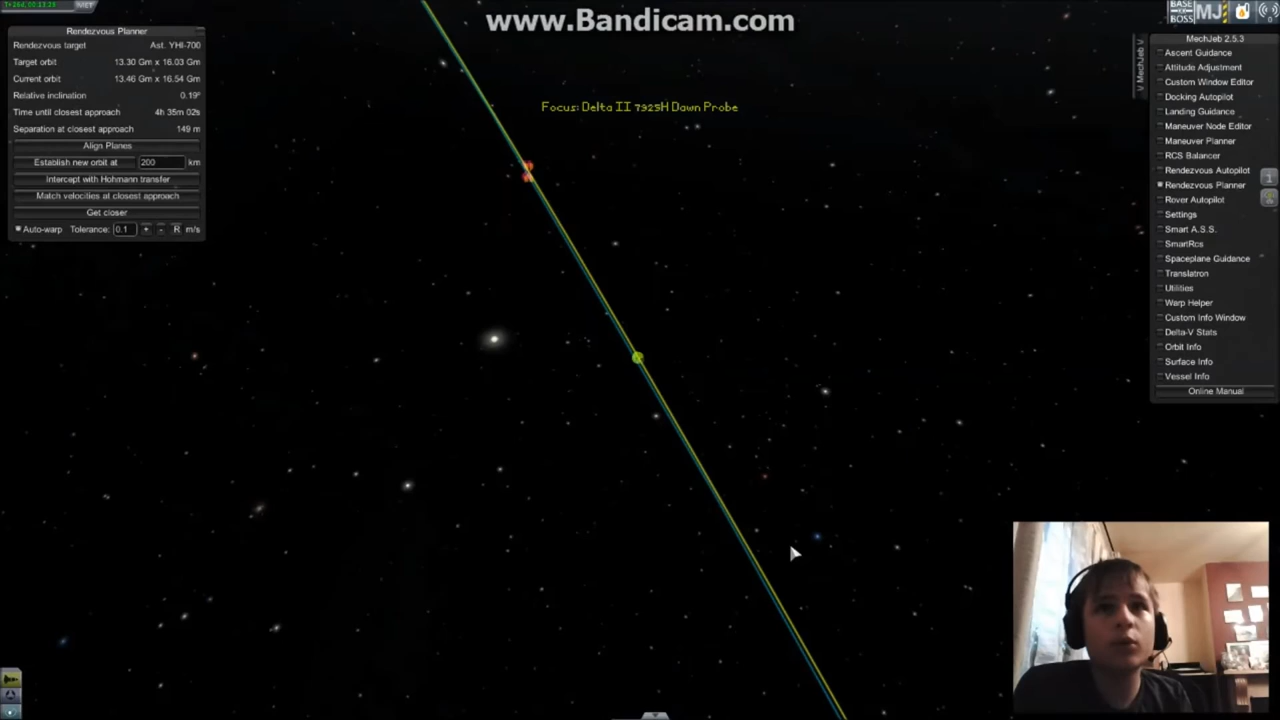 www.Bandicam.com
MET
Rendezvous Planner
Rendezvous target Ast. YHI-700
Target orbit 13.30 Gm x 16.03 Gm
Current orbit 13.46 Gm x 16.54 Gm
Relative inclination 0.19°
Time until closest approach 4h 35m 02s
Separation at closest approach 149 m
Align Planes
Establish new orbit at 200 km
Intercept with Hohmann transfer
Match velocities at closest approach
Get closer
Auto-warp Tolerance: 0.1 + - R m/s
Focus: Delta II 7925H Dawn Probe
BASE BOSS MJ
V MechJeb V
MechJeb 2.5.3
Ascent Guidance
Attitude Adjustment
Custom Window Editor
Docking Autopilot
Landing Guidance
Maneuver Node Editor
Maneuver Planner
RCS Balancer
Rendezvous Autopilot
Rendezvous Planner
Rover Autopilot
Settings
Smart A.S.S.
SmartRcs
Spaceplane Guidance
Translatron
Utilities
Warp Helper
Custom Info Window
Delta-V Stats
Orbit Info
Surface Info
Vessel Info
Online Manual